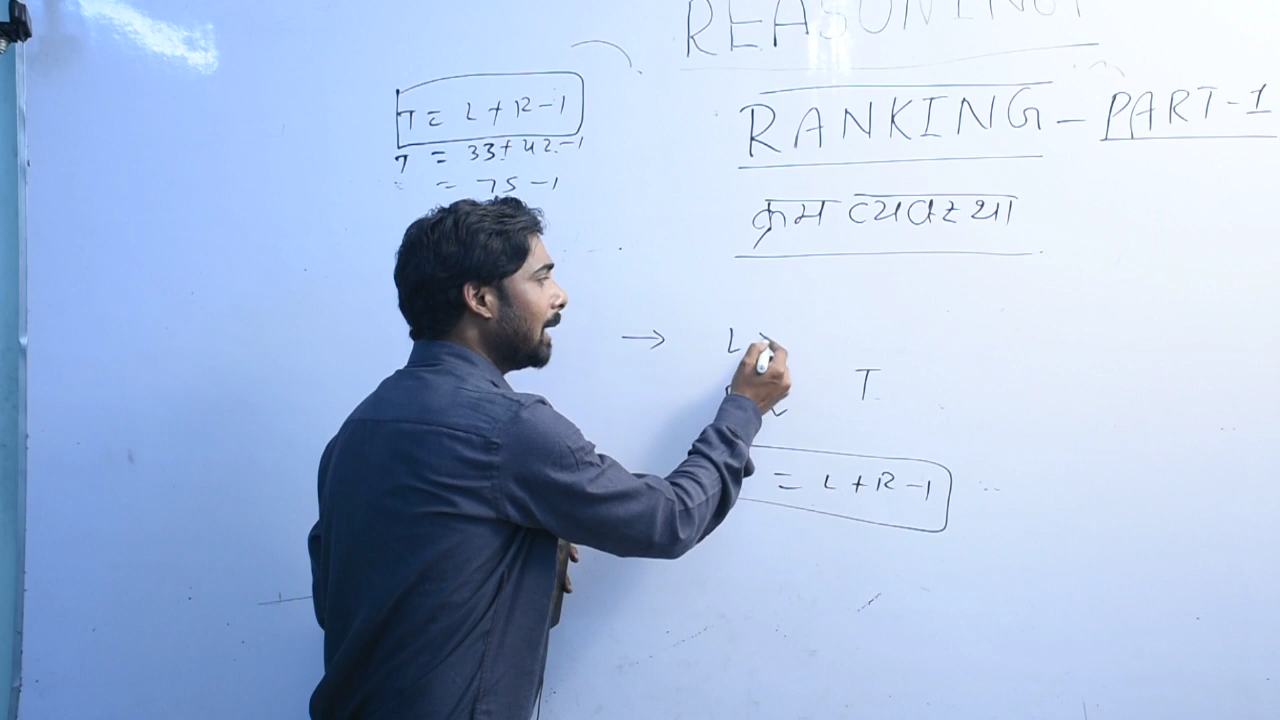 REASONING
RANKING - PART-1
क्रम व्यवस्था
T = L + R - 1
T = 33 + 42 - 1
= 75 - 1
→ L
T
= L + R - 1